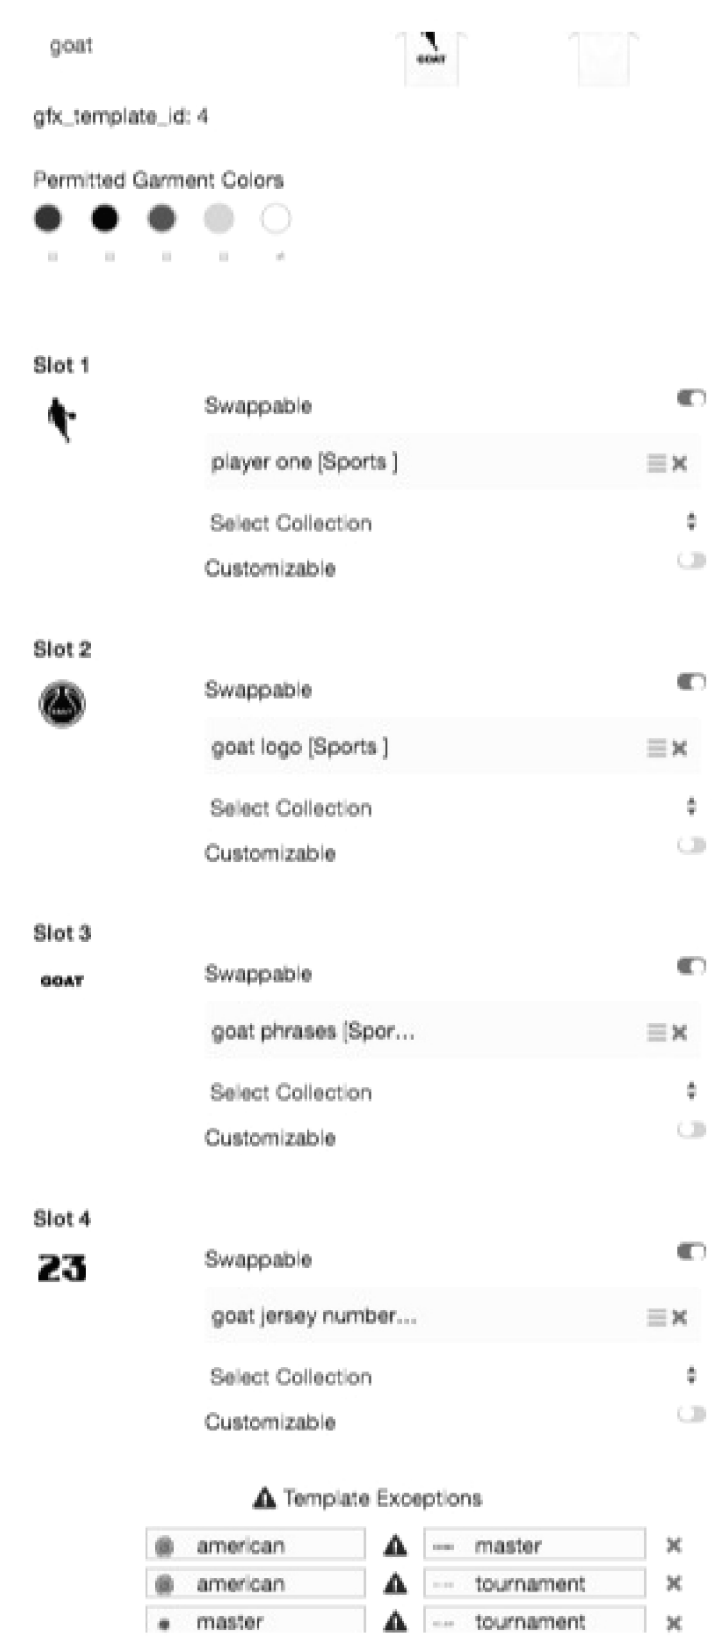 goat
GOAT
gfx_template_id: 4
Permitted Garment Colors
Slot 1
Swappable
player one [Sports ]
Select Collection
Customizable
Slot 2
Swappable
goat logo [Sports ]
Select Collection
Customizable
Slot 3
GOAT
Swappable
goat phrases [Spor...
Select Collection
Customizable
Slot 4
23
Swappable
goat jersey number...
Select Collection
Customizable
Template Exceptions
american master
american tournament
master tournament